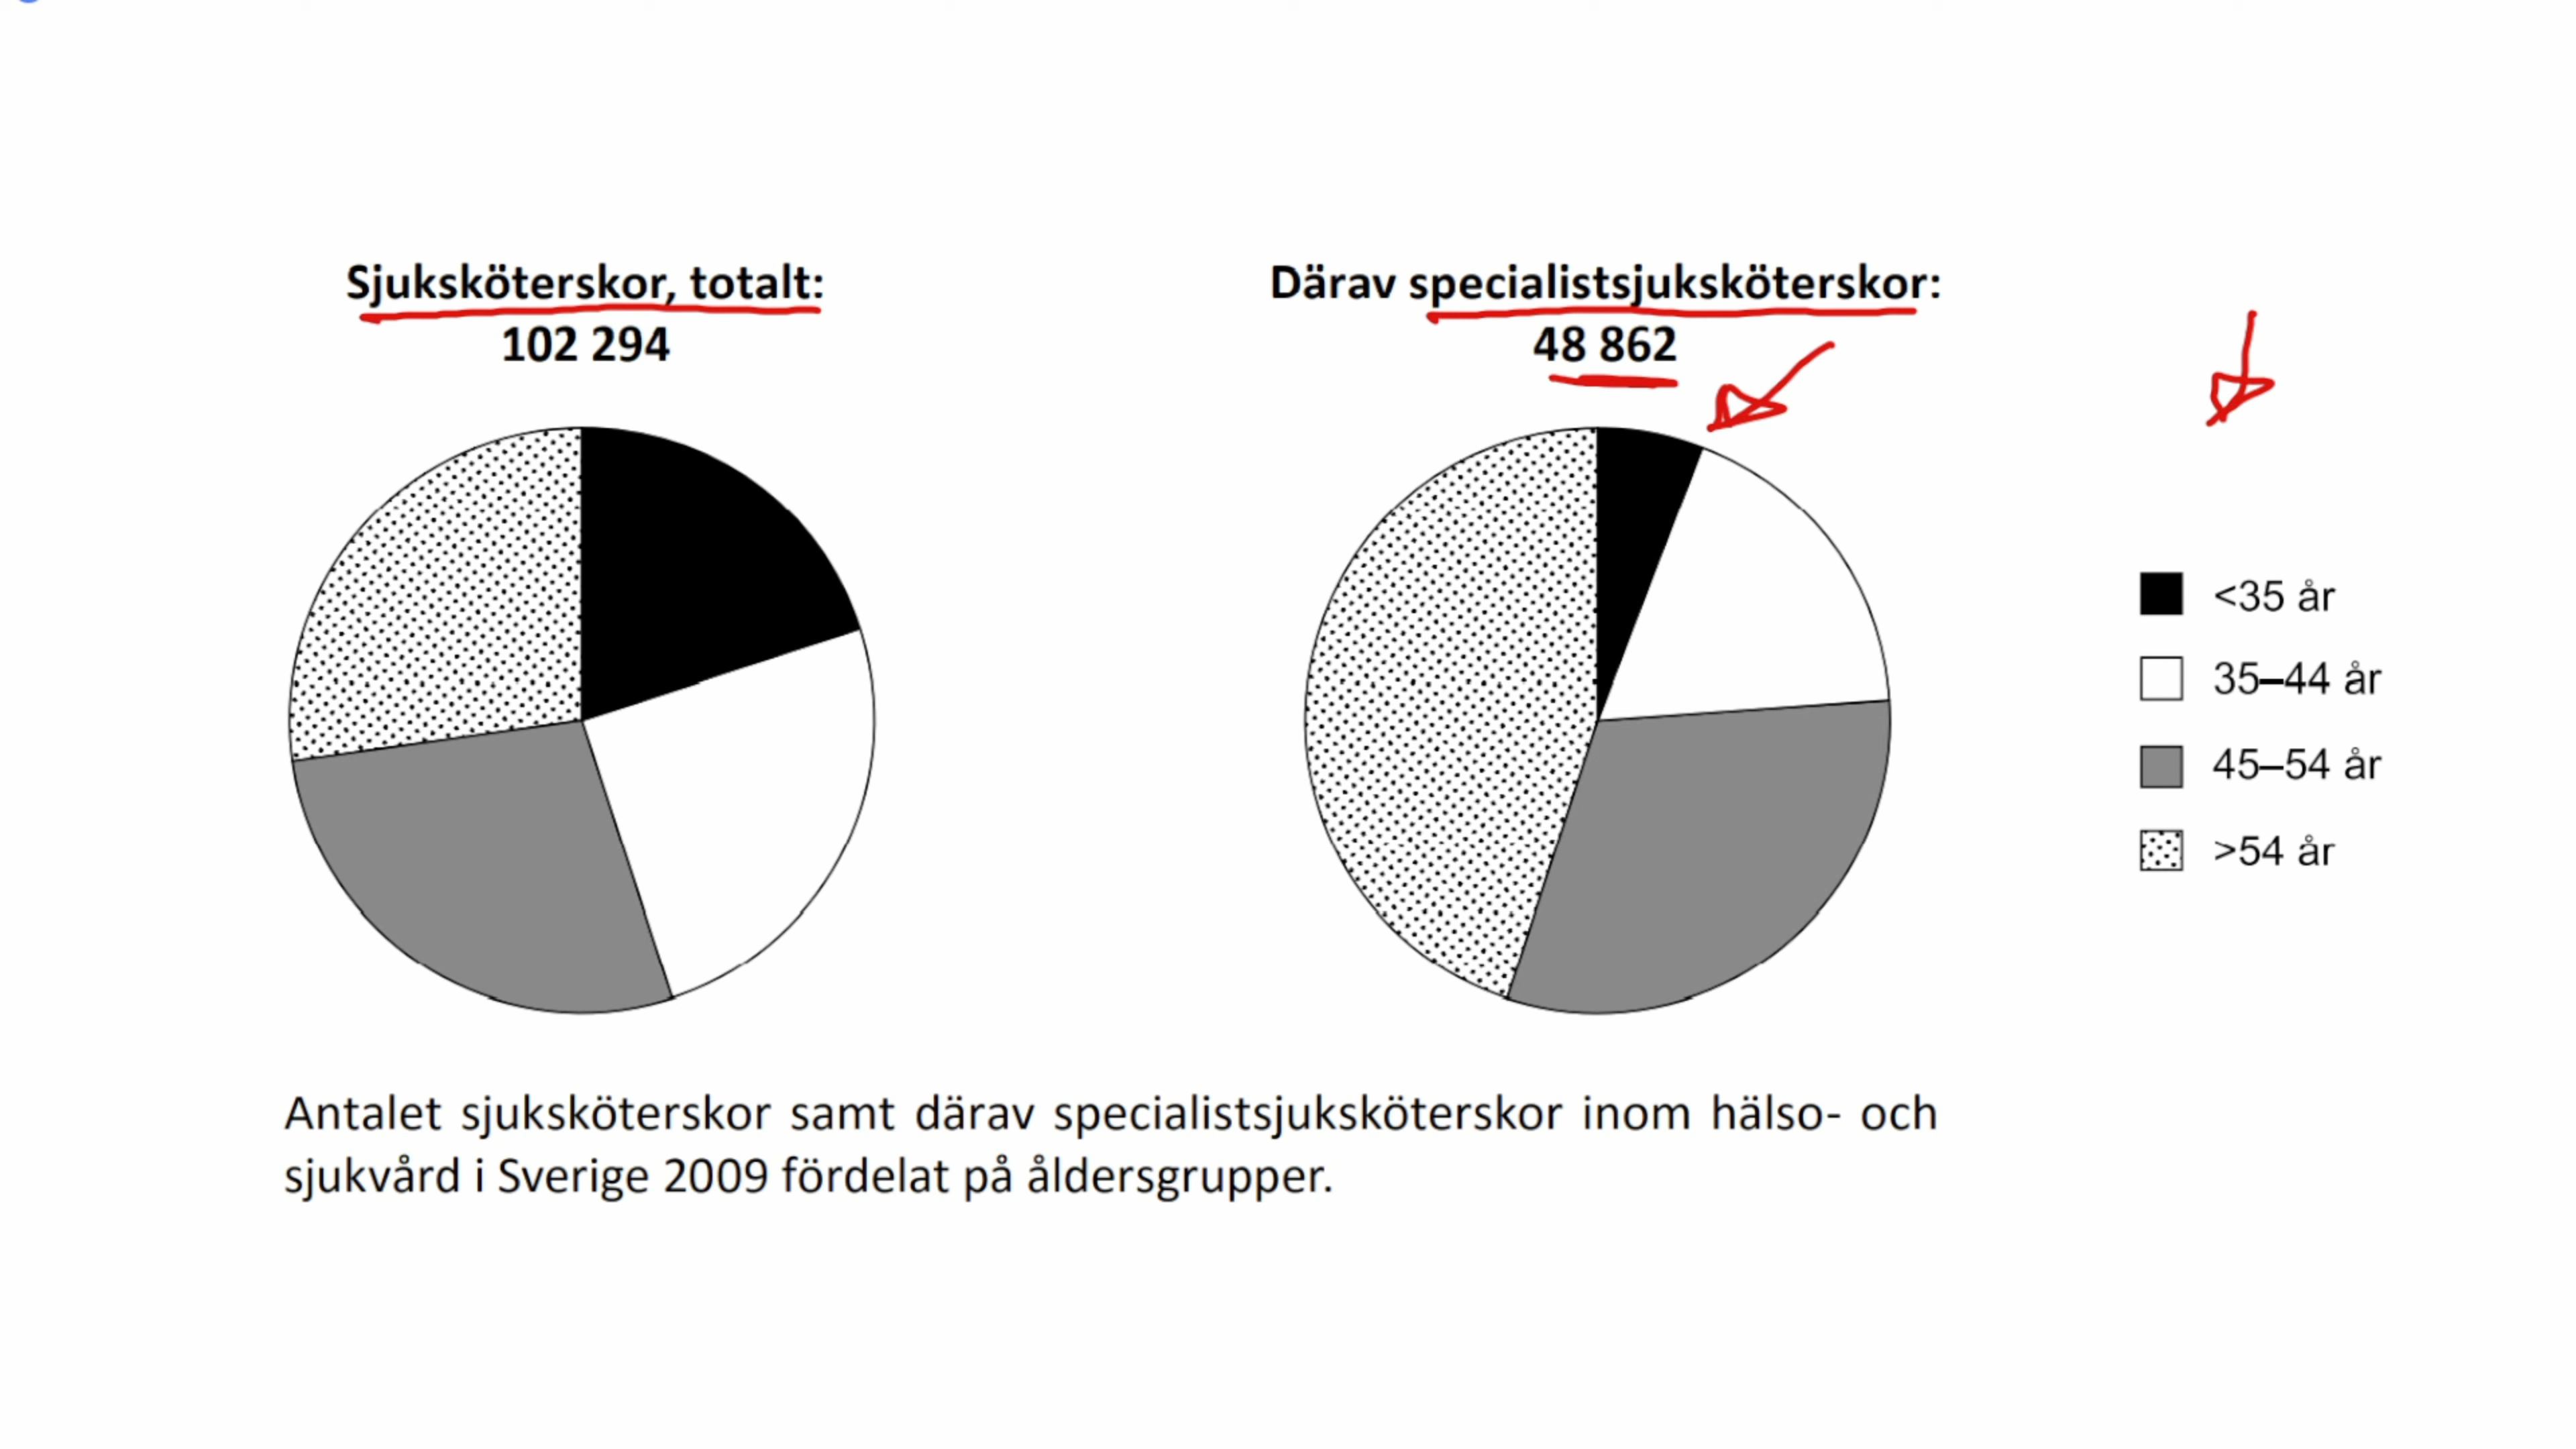 Sjuksköterskor, totalt:
102 294
Därav specialistsjuksköterskor:
48 862
<35 år
35–44 år
45–54 år
>54 år
Antalet sjuksköterskor samt därav specialistsjuksköterskor inom hälso- och
sjukvård i Sverige 2009 fördelat på åldersgrupper.